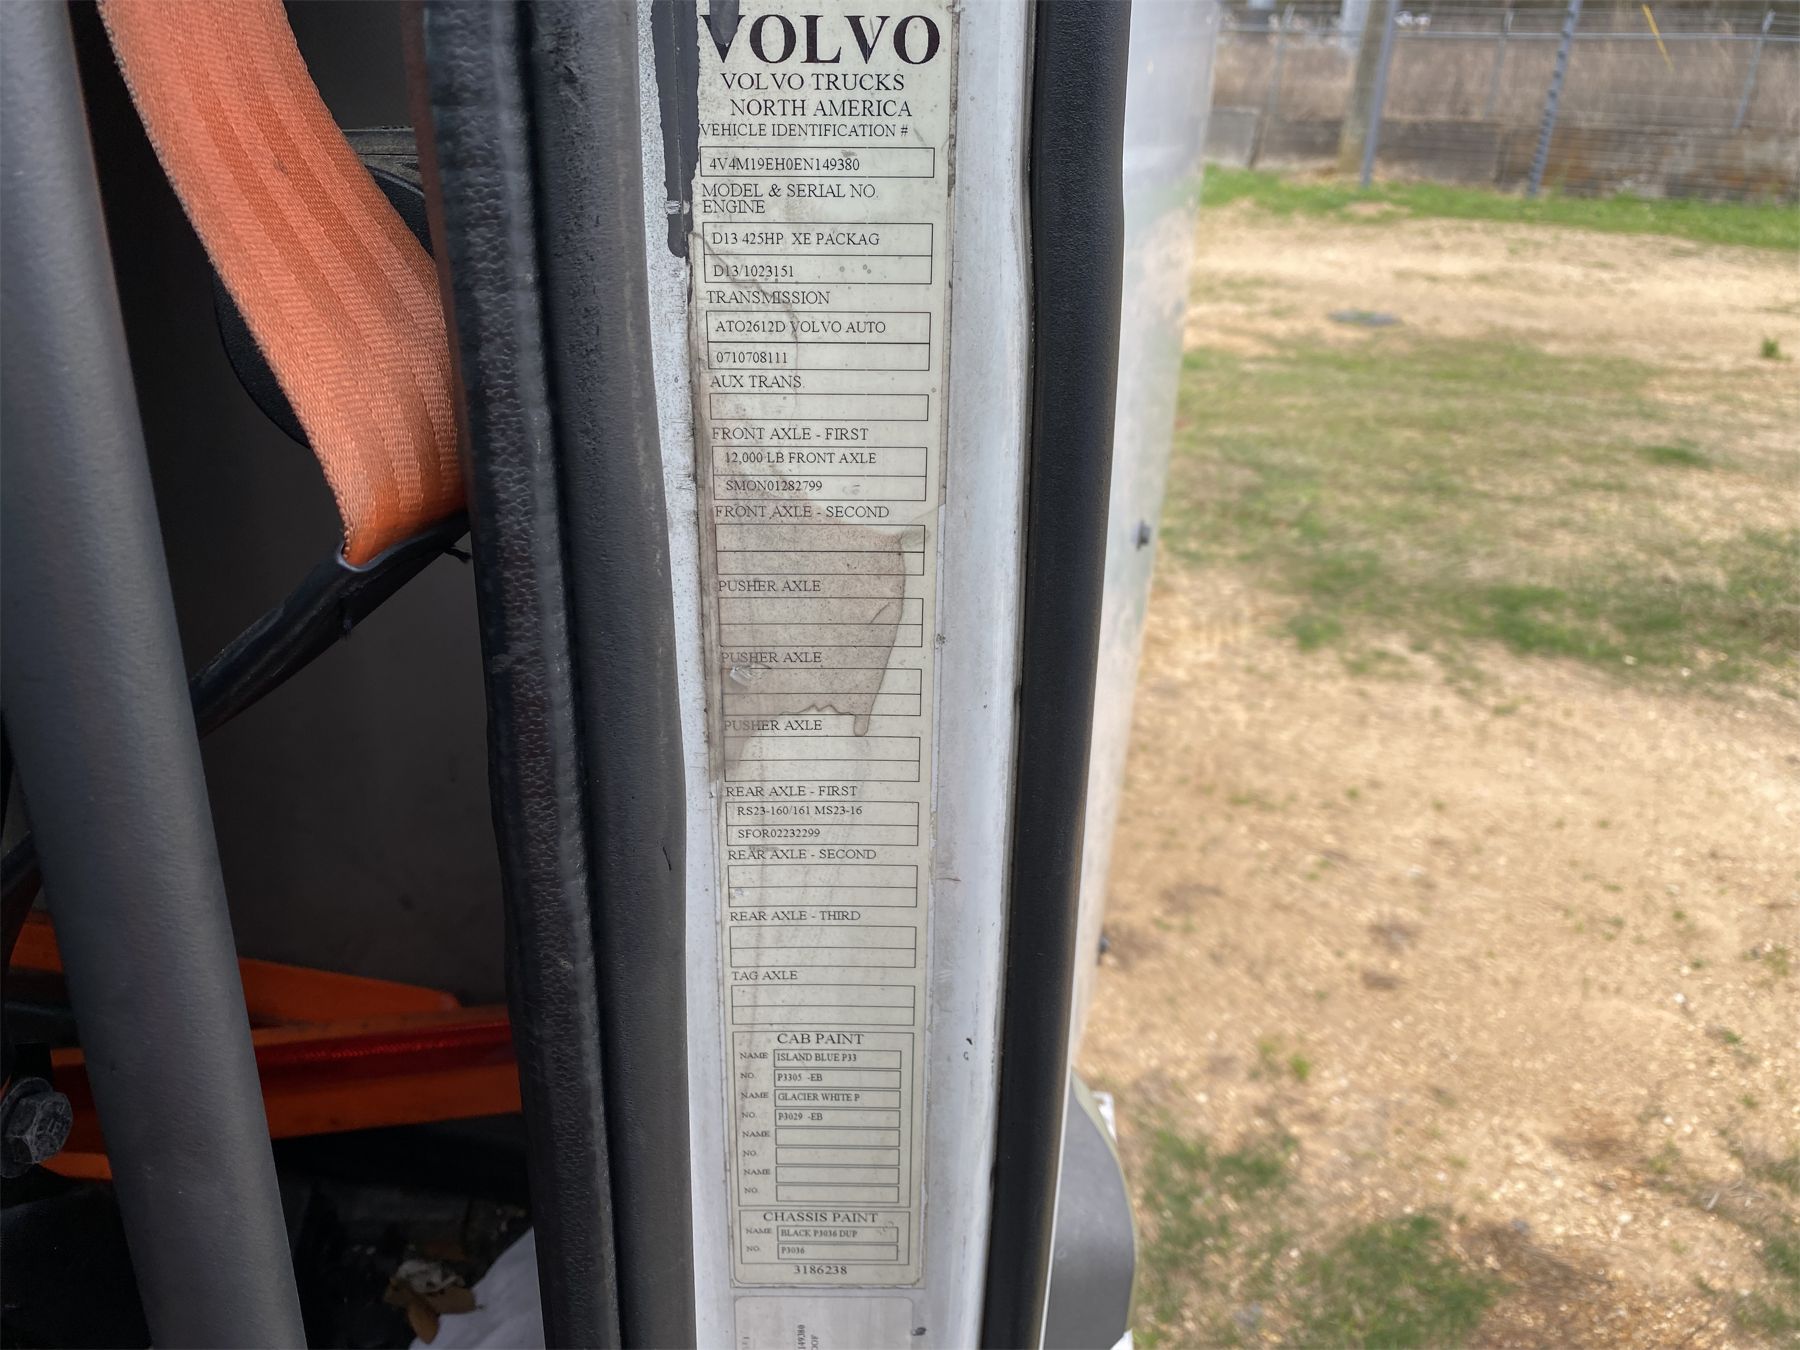 VOLVO
VOLVO TRUCKS
NORTH AMERICA
VEHICLE IDENTIFICATION #
4V4M19EH0EN149380
MODEL & SERIAL NO.
ENGINE
D13 425HP XE PACKAG
D13/1023151
TRANSMISSION
ATO2612D VOLVO AUTO
0710708111
AUX TRANS.
FRONT AXLE - FIRST
12,000 LB FRONT AXLE
SMON01282799
FRONT AXLE - SECOND
PUSHER AXLE
PUSHER AXLE
PUSHER AXLE
REAR AXLE - FIRST
RS23-160/161 MS23-16
SFOR02232299
REAR AXLE - SECOND
REAR AXLE - THIRD
TAG AXLE
CAB PAINT
NAME ISLAND BLUE P33
NO. P3305 -EB
NAME GLACIER WHITE P
NO. P3029 -EB
NAME
NO.
NAME
NO.
CHASSIS PAINT
NAME BLACK P3036 DUP
NO. P3036
3186238
149380